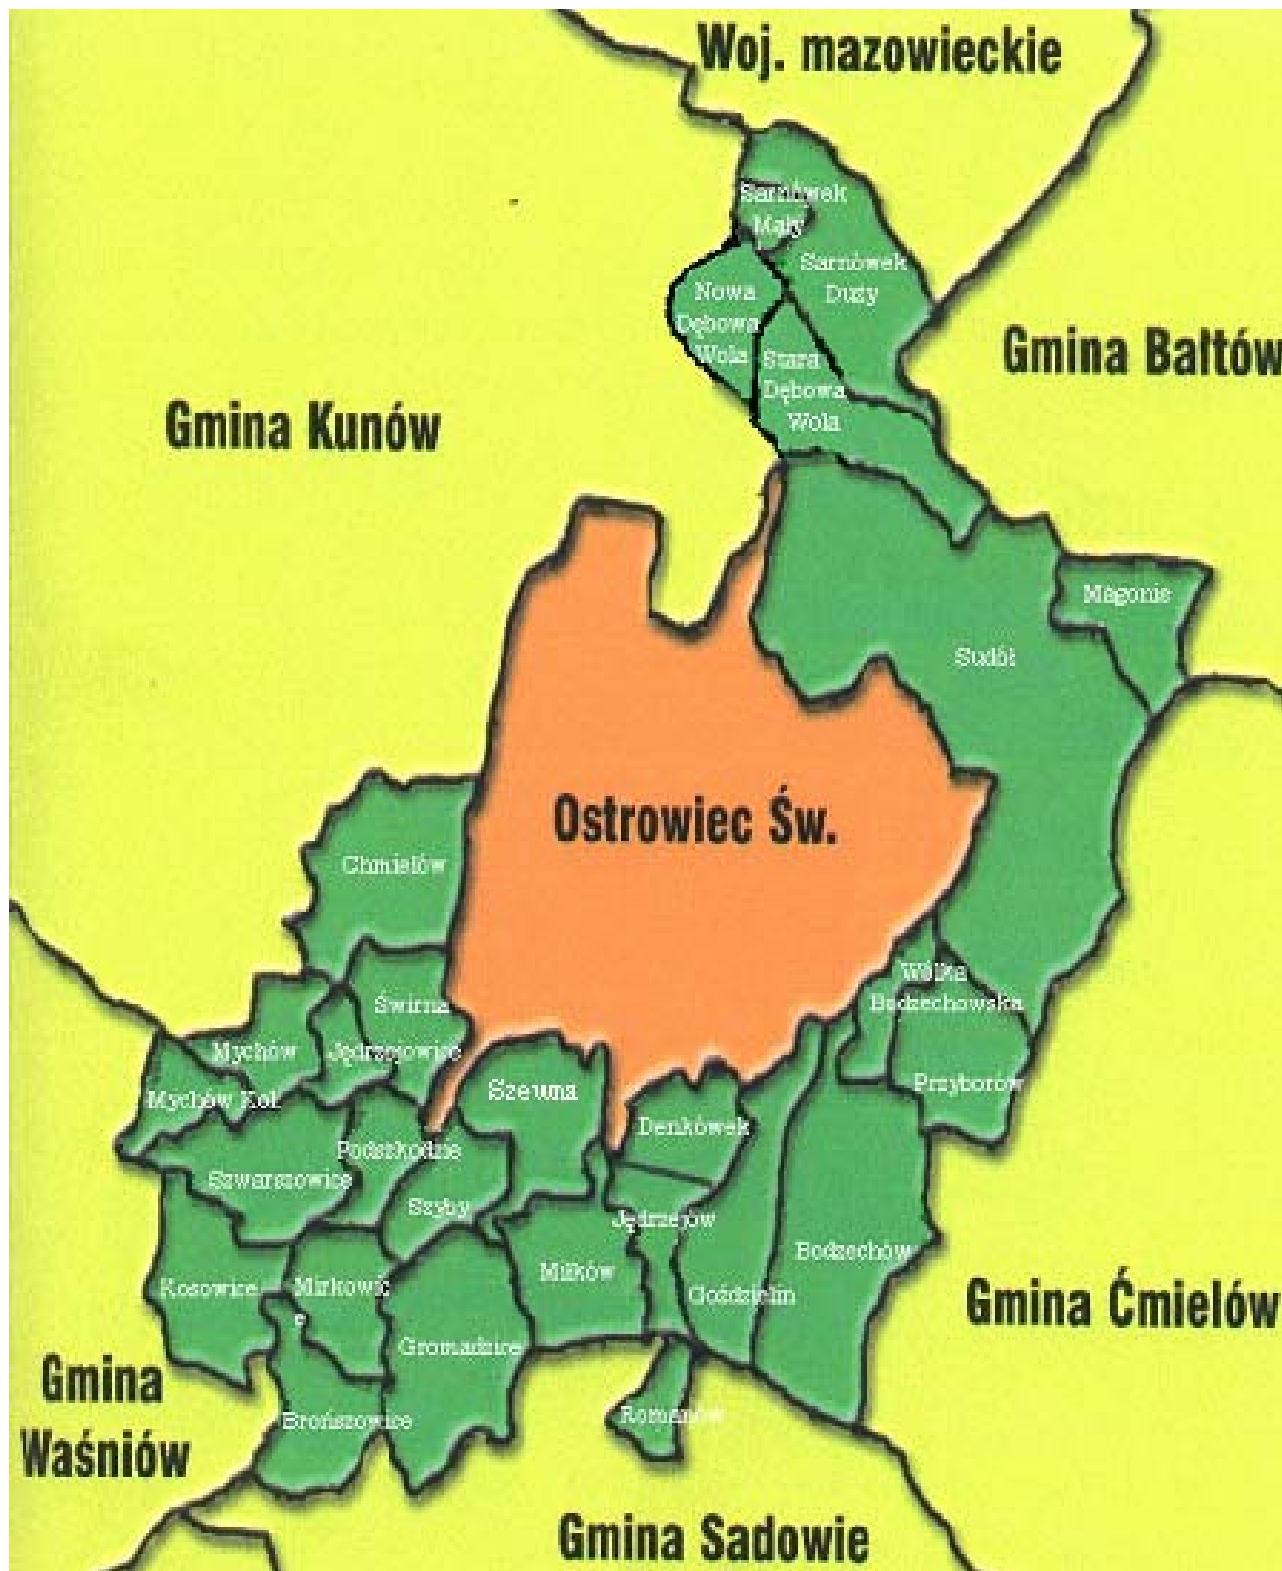 Woj. mazowieckie
Sarnówek
Mały
Sarnówek
Duży
Nowa
Dębowa
Wola
Stara
Dębowa
Wola
Gmina Bałtów
Gmina Kunów
Magonie
Sudół
Ostrowiec Św.
Chmielów
Wólka
Bodzechowska
Świrna
Mychów
Jędrzejowice
Szewna
Przyborów
Mychów Kol.
Denkówek
Podszkodzie
Szwarszowice
Szyby
Jędrzejów
Bodzechów
Miłków
Kosowice
Mirkowic
e
Goździelin
Gmina Ćmielów
Gromadzice
Gmina
Waśniów
Brońszowice
Romanów
Gmina Sadowie